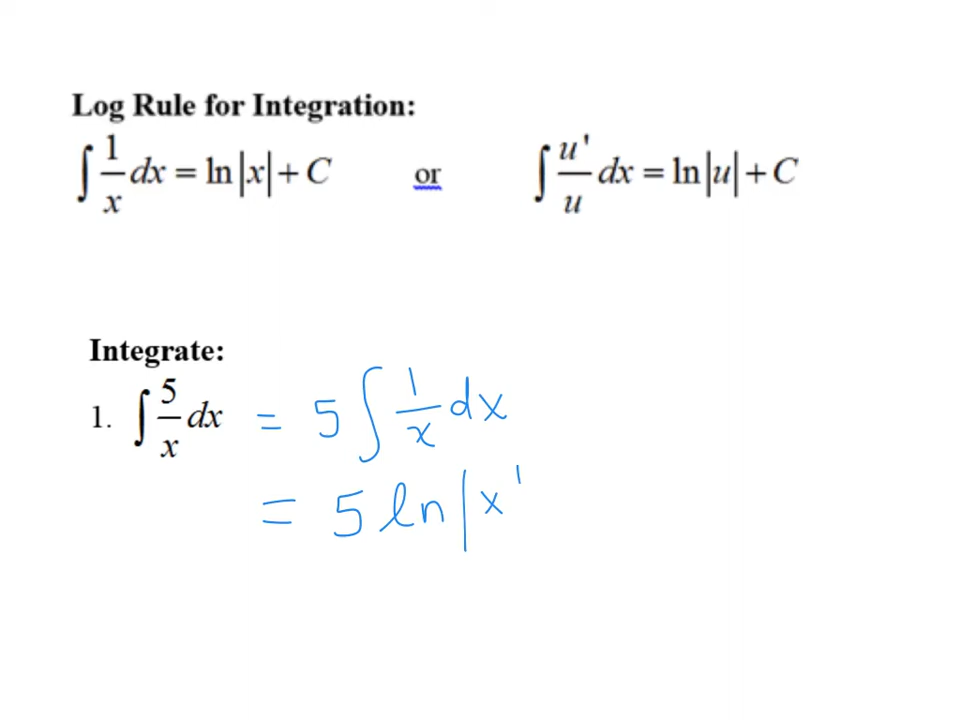 Log Rule for Integration:
∫ 1/x dx = ln|x| + C or ∫ u'/u dx = ln|u| + C
Integrate:
1. ∫ 5/x dx = 5 ∫ 1/x dx
= 5 ln|x'